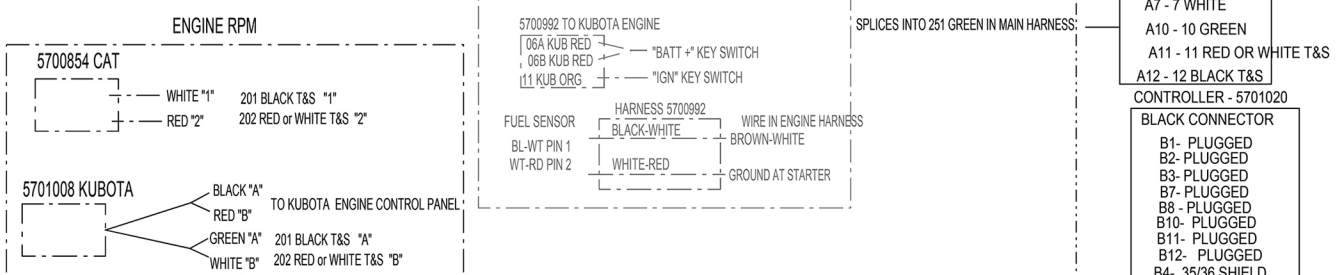 ENGINE RPM
5700854 CAT
WHITE "1"
201 BLACK T&S "1"
RED "2"
202 RED or WHITE T&S "2"
5701008 KUBOTA
BLACK "A"
RED "B"
TO KUBOTA ENGINE CONTROL PANEL
GREEN "A"
201 BLACK T&S "A"
WHITE "B"
202 RED or WHITE T&S "B"
5700992 TO KUBOTA ENGINE
06A KUB RED
06B KUB RED
"BATT +" KEY SWITCH
11 KUB ORG
"IGN" KEY SWITCH
HARNESS 5700992
FUEL SENSOR
WIRE IN ENGINE HARNESS
BLACK-WHITE
BROWN-WHITE
BL-WT PIN 1
WT-RD PIN 2
WHITE-RED
GROUND AT STARTER
SPLICES INTO 251 GREEN IN MAIN HARNESS
A7 - 7 WHITE
A10 - 10 GREEN
A11 - 11 RED OR WHITE T&S
A12 - 12 BLACK T&S
CONTROLLER - 5701020
BLACK CONNECTOR
B1- PLUGGED
B2- PLUGGED
B3- PLUGGED
B7- PLUGGED
B8 - PLUGGED
B10- PLUGGED
B11- PLUGGED
B12- PLUGGED
B4- 35/36 SHIELD